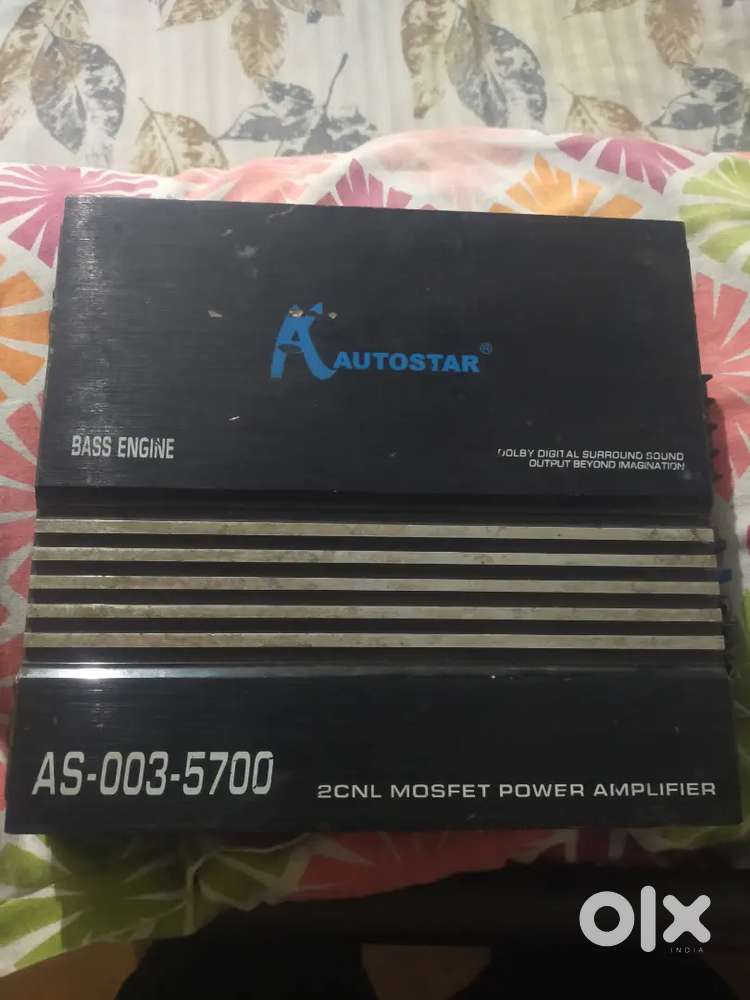 AUTOSTAR®
BASS ENGINE
DOLBY DIGITAL SURROUND SOUND
OUTPUT BEYOND IMAGINATION
AS-003-5700
2CNL MOSFET POWER AMPLIFIER
olx
INDIA